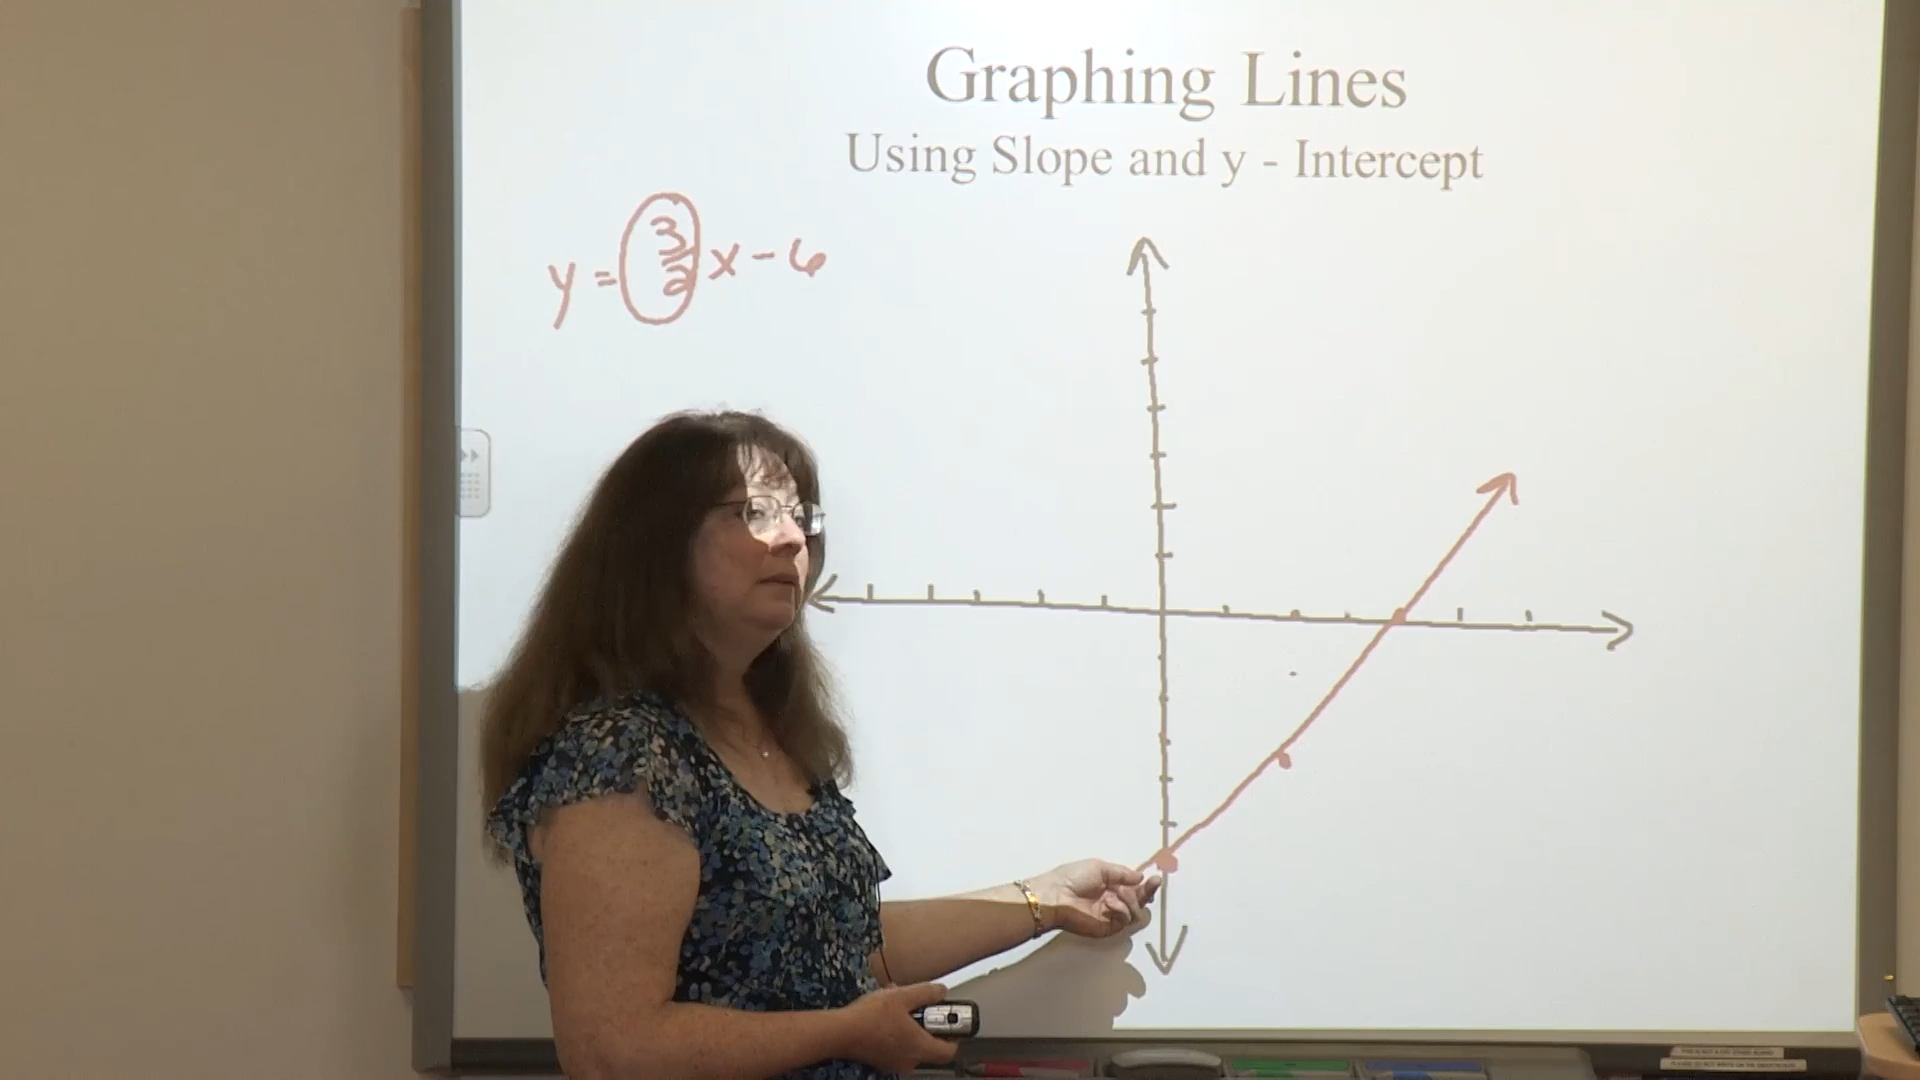 Graphing Lines
Using Slope and y - Intercept
y = 3/2 x - 6